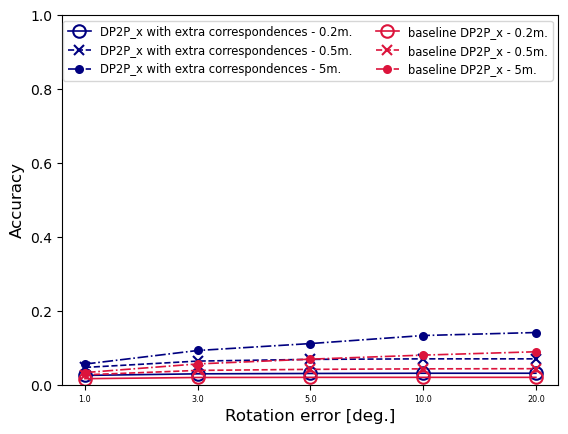 DP2P_x with extra correspondences - 0.2m.
DP2P_x with extra correspondences - 0.5m.
DP2P_x with extra correspondences - 5m.
baseline DP2P_x - 0.2m.
baseline DP2P_x - 0.5m.
baseline DP2P_x - 5m.
1.0
0.8
0.6
0.4
0.2
0.0
Accuracy
1.0 3.0 5.0 10.0 20.0
Rotation error [deg.]